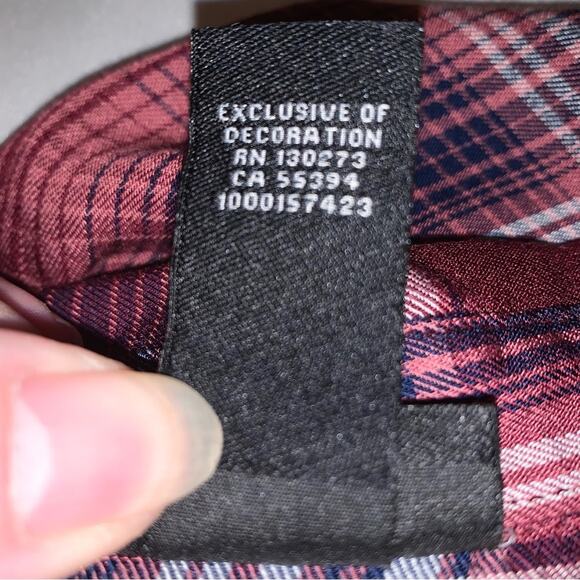 EXCLUSIVE OF
DECORATION
RN 130273
CA 55394
1000157423